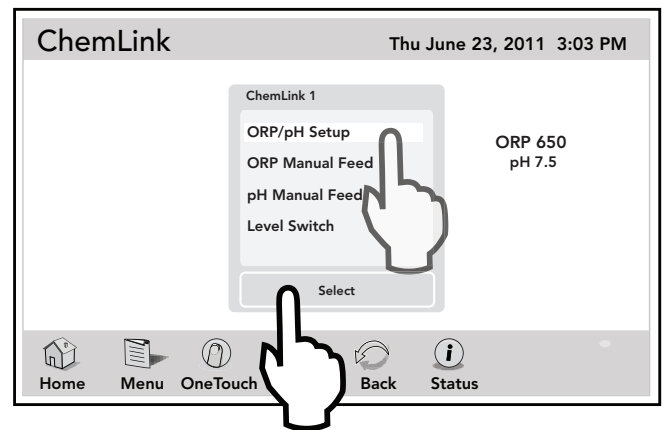 ChemLink Thu June 23, 2011 3:03 PM
ChemLink 1
ORP/pH Setup
ORP Manual Feed
pH Manual Feed
Level Switch
Select
ORP 650
pH 7.5
Home Menu OneTouch Back Status